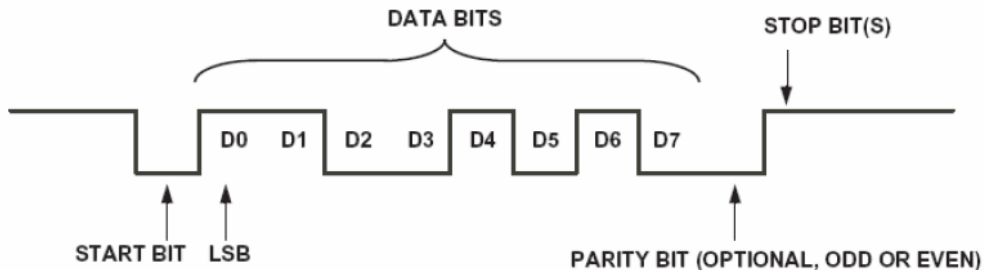 DATA BITS
STOP BIT(S)
D0 D1 D2 D3 D4 D5 D6 D7
START BIT LSB
PARITY BIT (OPTIONAL, ODD OR EVEN)